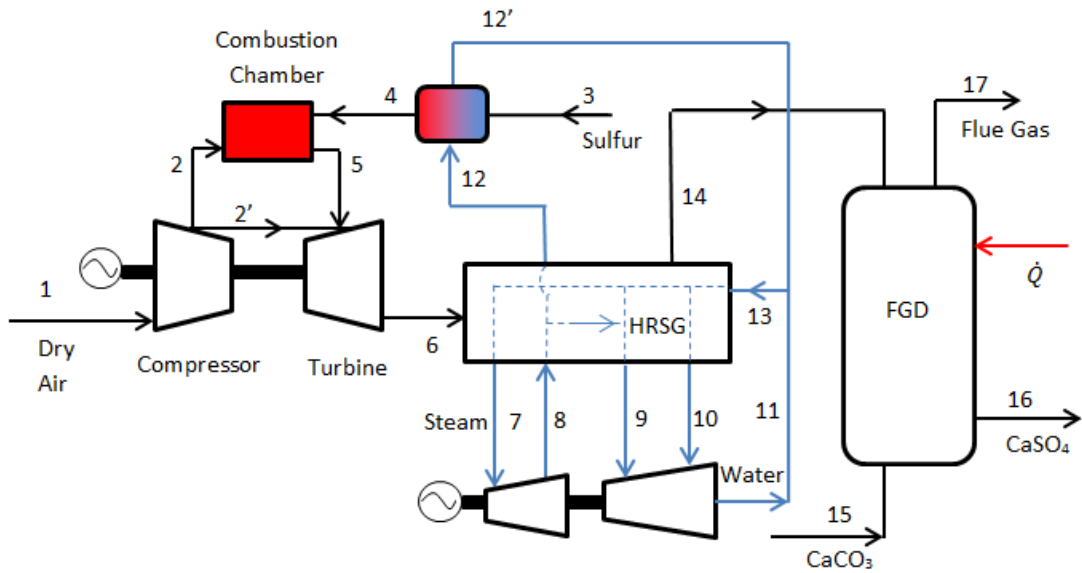 12’
Combustion
Chamber
4
3
Sulfur
17
Flue Gas
2
5
12
14
2’
Q̇
1
HRSG
13
FGD
6
Dry
Air
Compressor
Turbine
Steam
7
8
9
10
11
16
CaSO₄
Water
15
CaCO₃